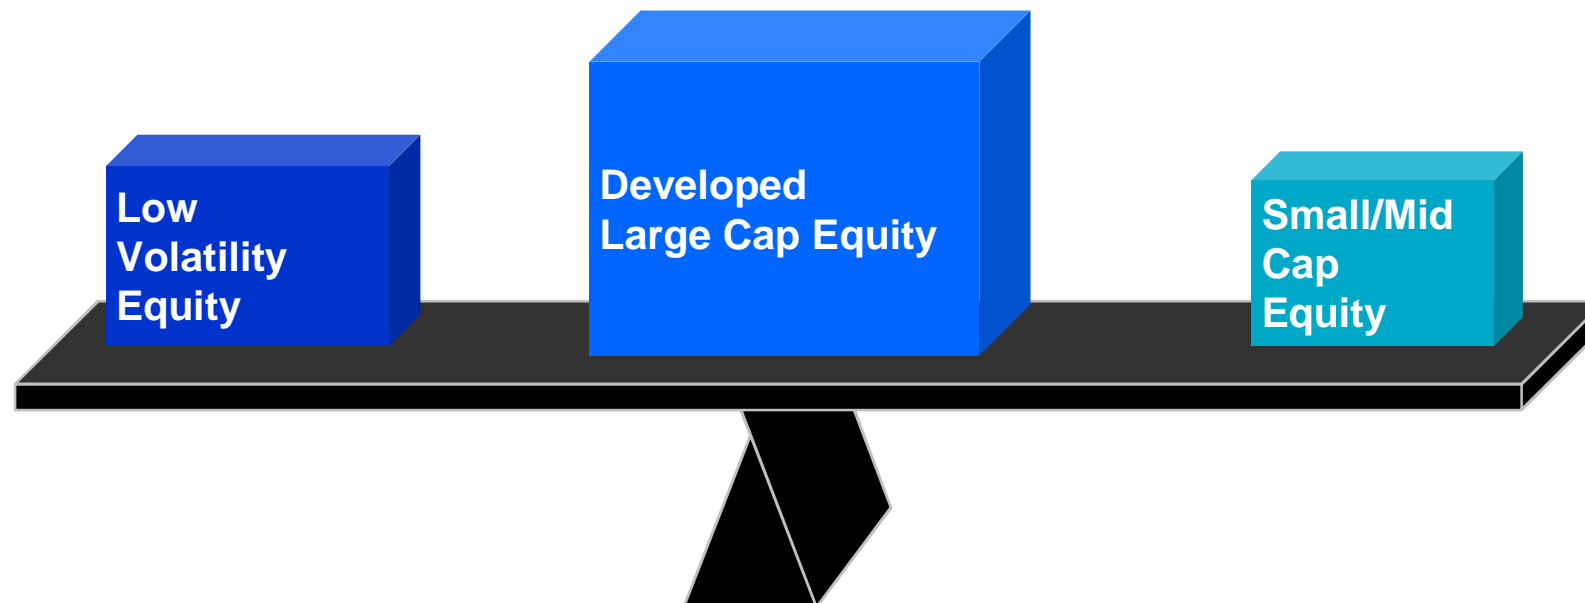 Low
Volatility
Equity
Developed
Large Cap Equity
Small/Mid
Cap
Equity